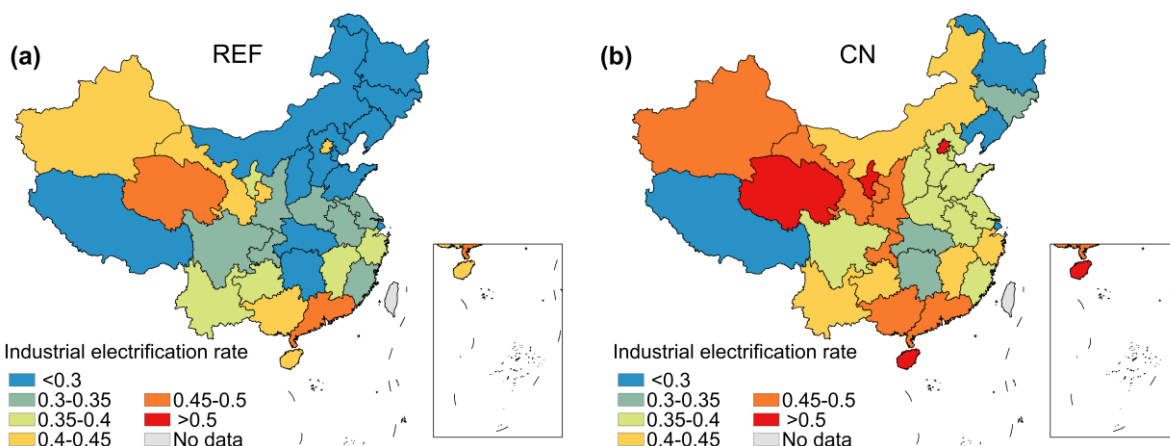 (a) REF
Industrial electrification rate
<0.3
0.3-0.35
0.35-0.4
0.4-0.45
0.45-0.5
>0.5
No data
(b) CN
Industrial electrification rate
<0.3
0.3-0.35
0.35-0.4
0.4-0.45
0.45-0.5
>0.5
No data